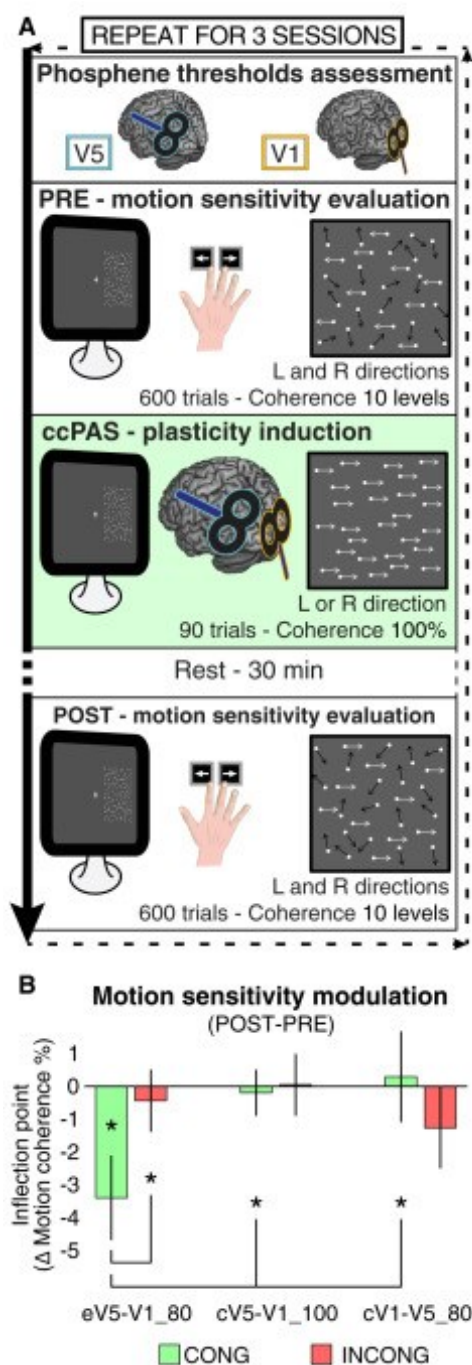 A
REPEAT FOR 3 SESSIONS
Phosphene thresholds assessment
V5
V1
PRE - motion sensitivity evaluation
L and R directions
600 trials - Coherence 10 levels
ccPAS - plasticity induction
L or R direction
90 trials - Coherence 100%
Rest - 30 min
POST - motion sensitivity evaluation
L and R directions
600 trials - Coherence 10 levels
B
Motion sensitivity modulation
(POST-PRE)
Inflection point
(Δ Motion coherence %)
1
0
-1
-2
-3
-4
-5
*
*
*
*
eV5-V1_80 cV5-V1_100 cV1-V5_80
CONG INCONG